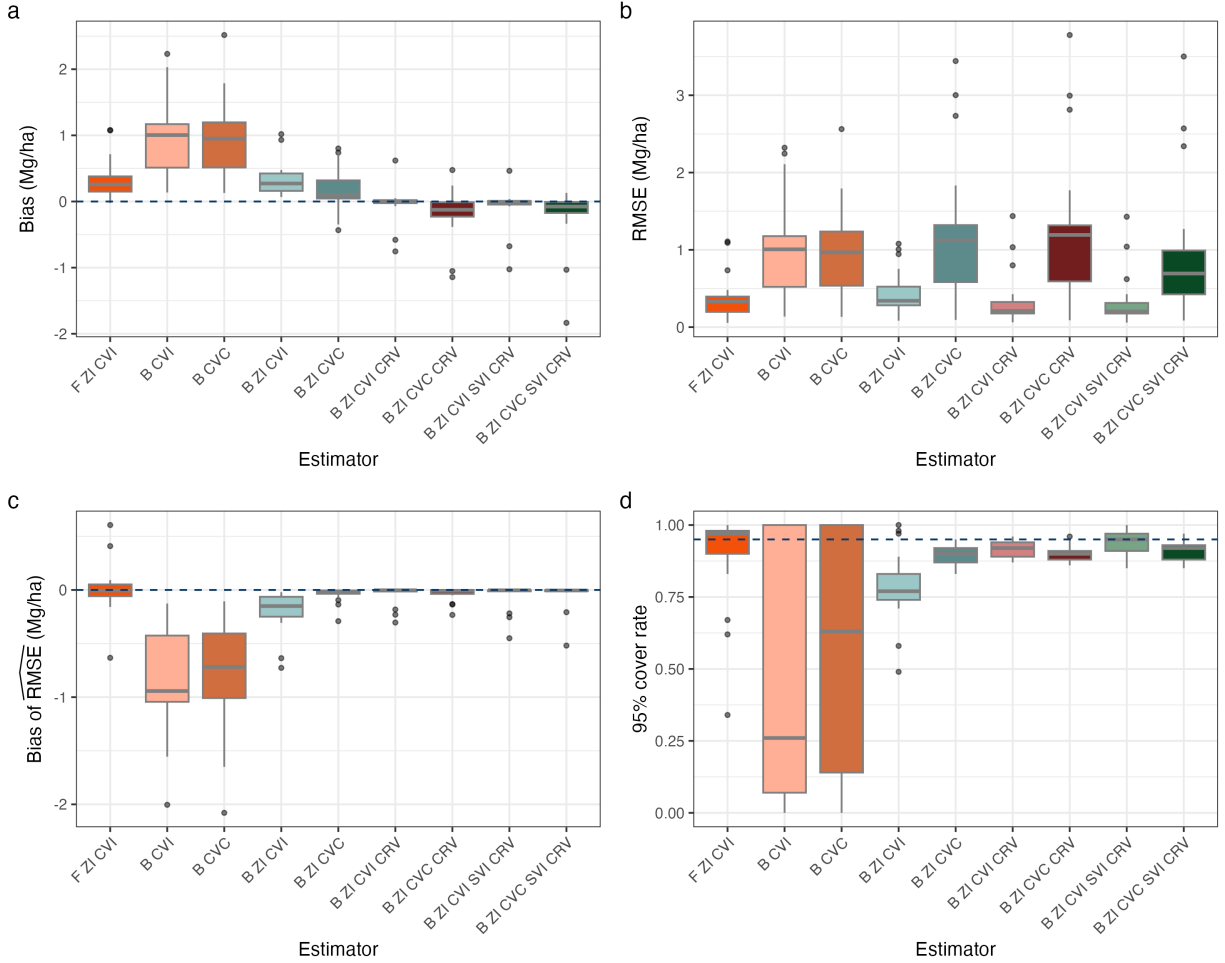 a
Bias (Mg/ha)
2
1
0
-1
-2
F ZI CVI
B CVI
B CVC
B ZI CVI
B ZI CVC
B ZI CVI CRV
B ZI CVC CRV
B ZI CVI SVI CRV
B ZI CVC SVI CRV
Estimator
b
RMSE (Mg/ha)
3
2
1
0
F ZI CVI
B CVI
B CVC
B ZI CVI
B ZI CVC
B ZI CVI CRV
B ZI CVC CRV
B ZI CVI SVI CRV
B ZI CVC SVI CRV
Estimator
c
Bias of RMSE (Mg/ha)
0
-1
-2
F ZI CVI
B CVI
B CVC
B ZI CVI
B ZI CVC
B ZI CVI CRV
B ZI CVC CRV
B ZI CVI SVI CRV
B ZI CVC SVI CRV
Estimator
d
95% cover rate
1.00
0.75
0.50
0.25
0.00
F ZI CVI
B CVI
B CVC
B ZI CVI
B ZI CVC
B ZI CVI CRV
B ZI CVC CRV
B ZI CVI SVI CRV
B ZI CVC SVI CRV
Estimator